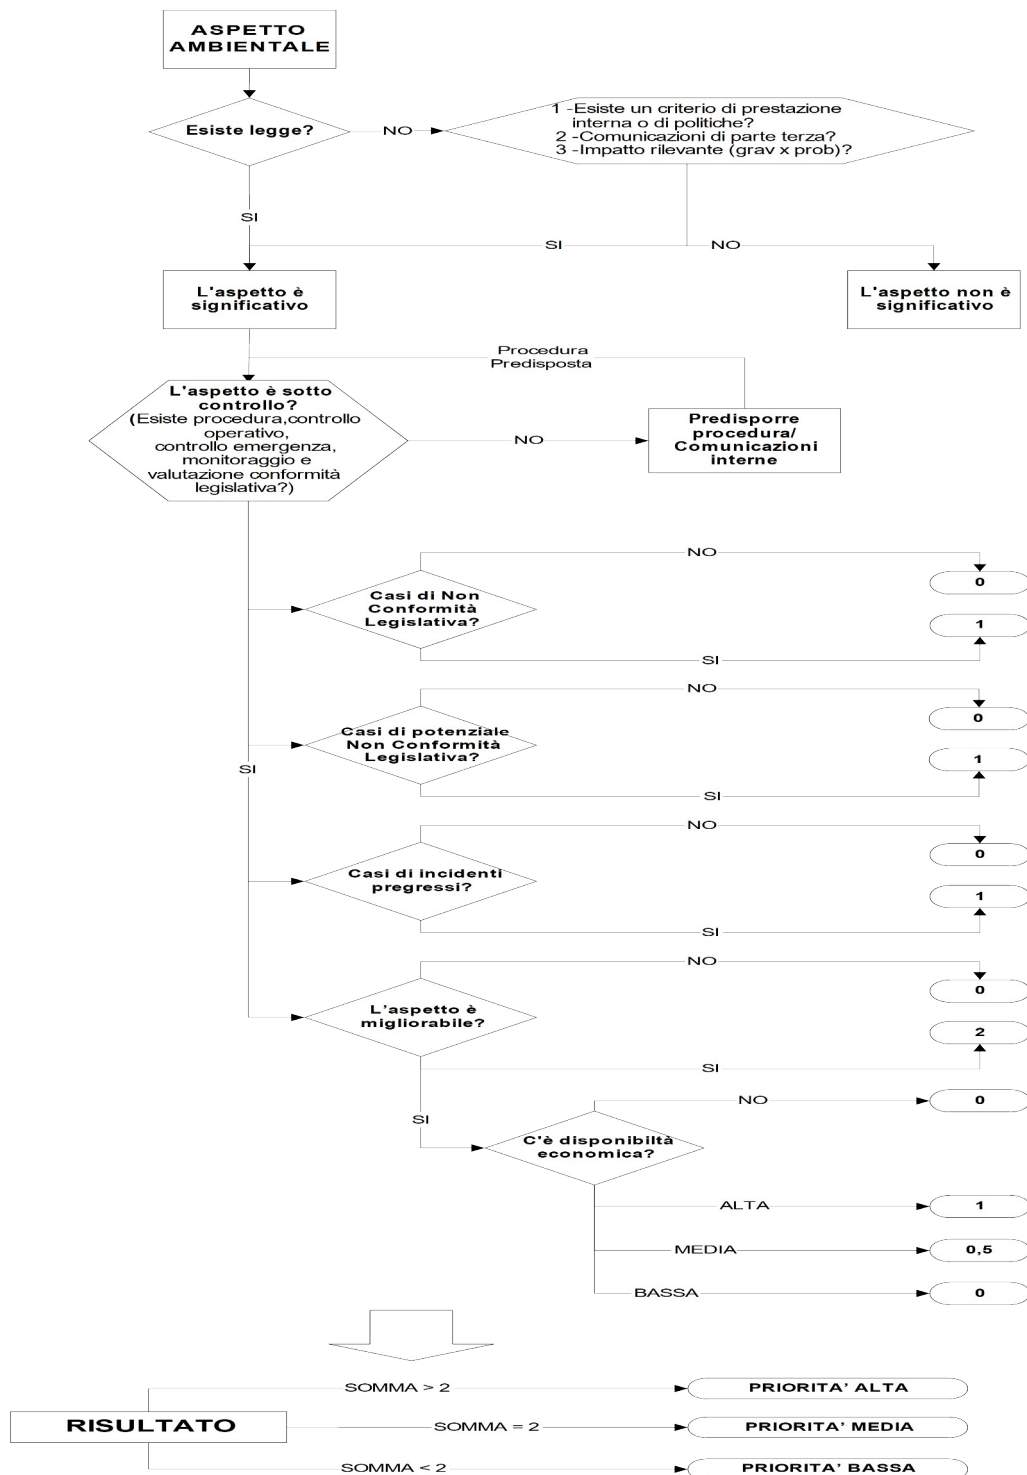 ASPETTO
AMBIENTALE
Esiste legge?
NO
1 -Esiste un criterio di prestazione
interna o di politiche?
2 -Comunicazioni di parte terza?
3 -Impatto rilevante (grav x prob)?
SI
SI
NO
L'aspetto è
significativo
L'aspetto non è
significativo
Procedura
Predisposta
L'aspetto è sotto
controllo?
(Esiste procedura,controllo
operativo,
controllo emergenza,
monitoraggio e
valutazione conformità
legislativa?)
NO
Predisporre
procedura/
Comunicazioni
interne
NO
0
Casi di Non
Conformità
Legislativa?
1
SI
NO
0
Casi di potenziale
Non Conformità
Legislativa?
1
SI
SI
NO
0
Casi di incidenti
pregressi?
1
SI
NO
0
L'aspetto è
migliorabile?
2
SI
SI
NO
0
C'è disponibiltà
economica?
ALTA
1
MEDIA
0,5
BASSA
0
SOMMA > 2
PRIORITA' ALTA
RISULTATO
SOMMA = 2
PRIORITA' MEDIA
SOMMA < 2
PRIORITA' BASSA